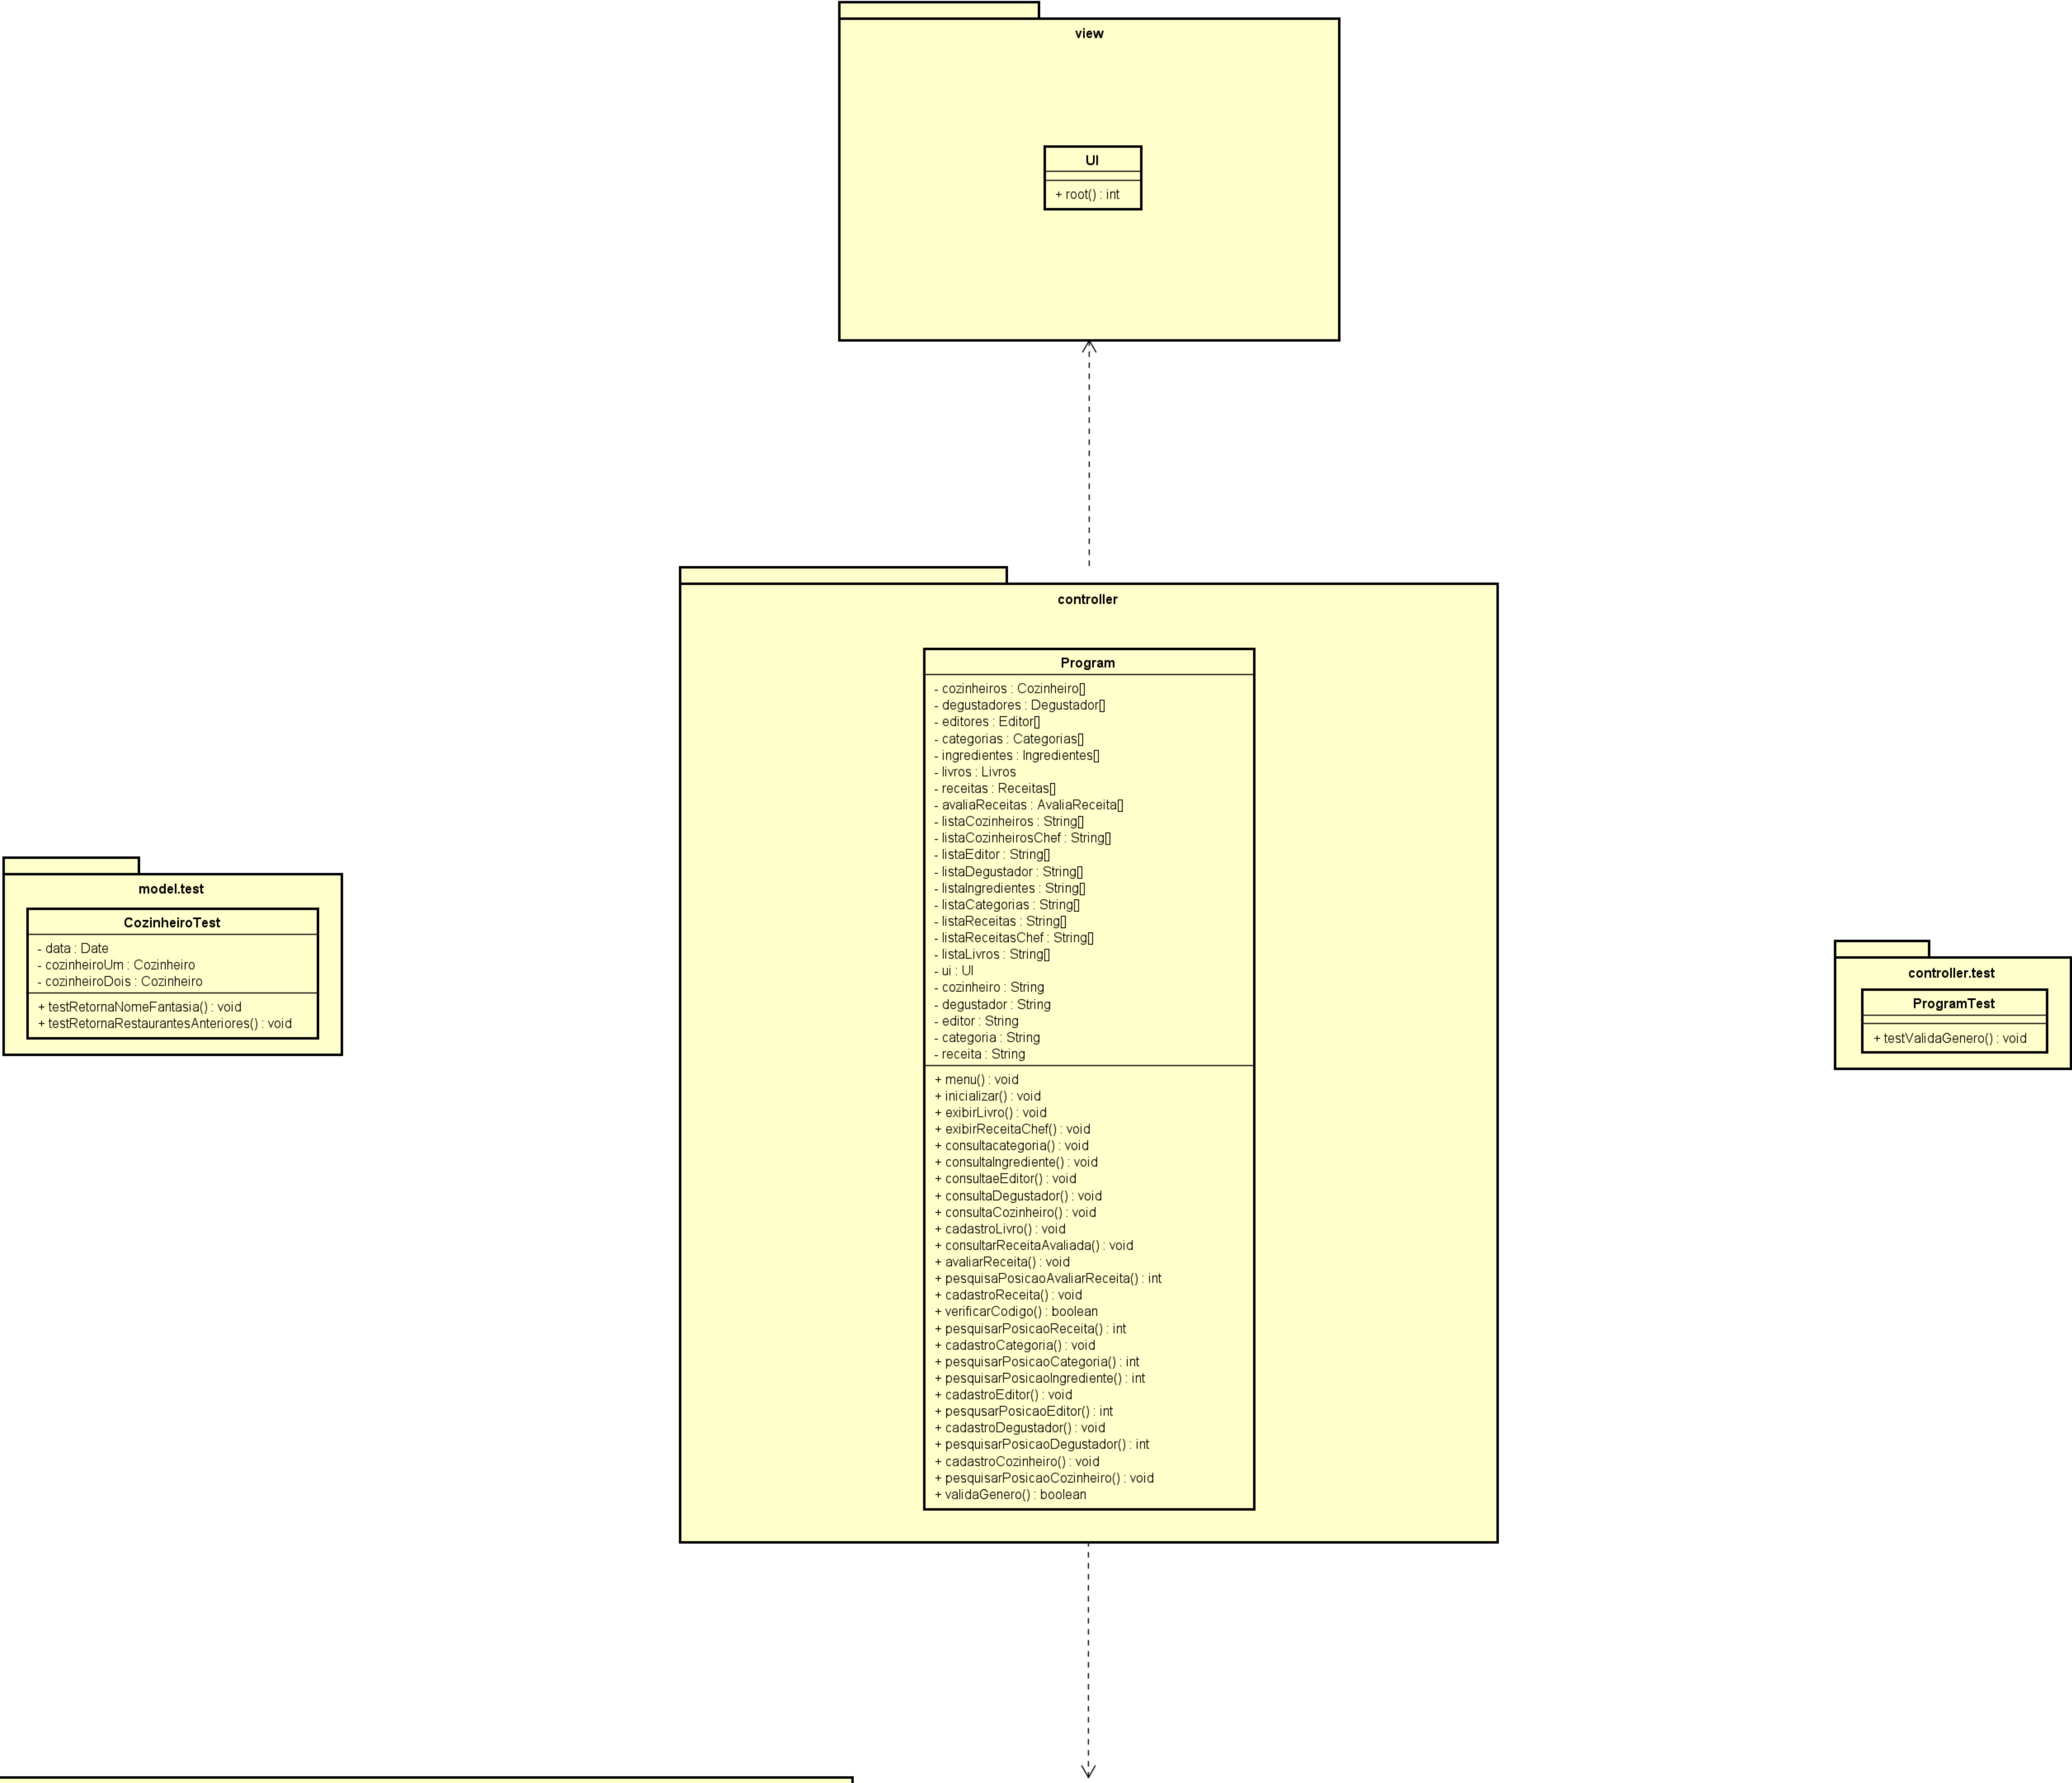 view
UI
+ root() : int
controller
Program
- cozinheiros : Cozinheiro[]
- degustadores : Degustador[]
- editores : Editor[]
- categorias : Categorias[]
- ingredientes : Ingredientes[]
- livros : Livros
- receitas : Receitas[]
- avaliaReceitas : AvaliaReceita[]
- listaCozinheiros : String[]
- listaCozinheirosChef : String[]
- listaEditor : String[]
- listaDegustador : String[]
- listaIngredientes : String[]
- listaCategorias : String[]
- listaReceitas : String[]
- listaReceitasChef : String[]
- listaLivros : String[]
- ui : UI
- cozinheiro : String
- degustador : String
- editor : String
- categoria : String
- receita : String
+ menu() : void
+ inicializar() : void
+ exibirLivro() : void
+ exibirReceitaChef() : void
+ consultacategoria() : void
+ consultaIngrediente() : void
+ consultaeEditor() : void
+ consultaDegustador() : void
+ consultaCozinheiro() : void
+ cadastroLivro() : void
+ consultarReceitaAvaliada() : void
+ avaliarReceita() : void
+ pesquisaPosicaoAvaliarReceita() : int
+ cadastroReceita() : void
+ verificarCodigo() : boolean
+ pesquisarPosicaoReceita() : int
+ cadastroCategoria() : void
+ pesquisarPosicaoCategoria() : int
+ pesquisarPosicaoIngrediente() : int
+ cadastroEditor() : void
+ pesqusarPosicaoEditor() : int
+ cadastroDegustador() : void
+ pesquisarPosicaoDegustador() : int
+ cadastroCozinheiro() : void
+ pesquisarPosicaoCozinheiro() : void
+ validaGenero() : boolean
model.test
CozinheiroTest
- data : Date
- cozinheiroUm : Cozinheiro
- cozinheiroDois : Cozinheiro
+ testRetornaNomeFantasia() : void
+ testRetornaRestaurantesAnteriores() : void
controller.test
ProgramTest
+ testValidaGenero() : void